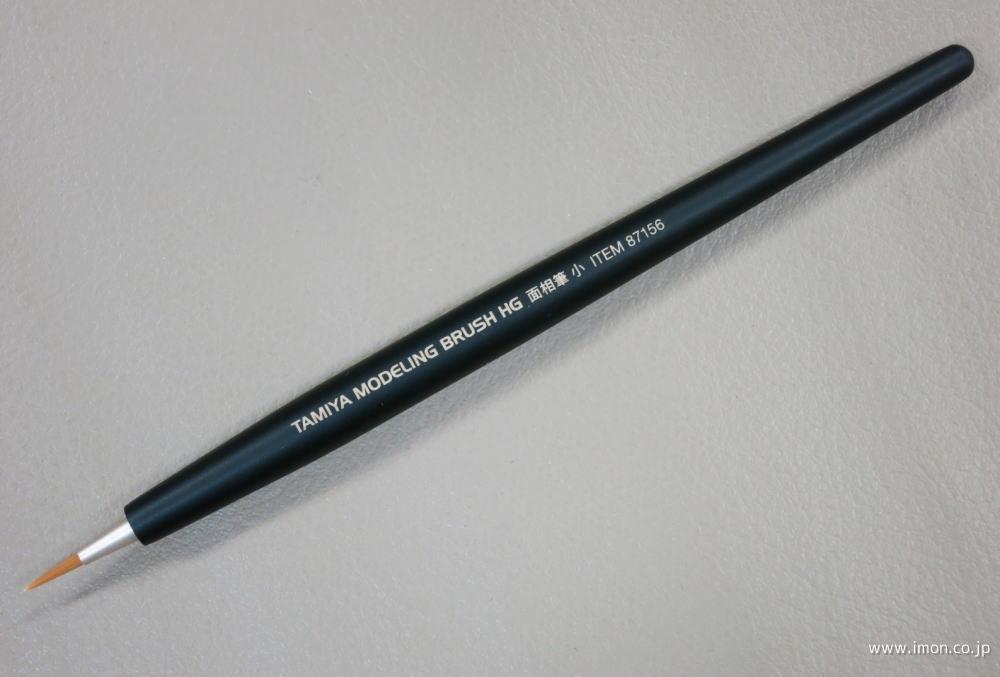 TAMIYA MODELING BRUSH HG 面相筆 小 ITEM 87156
www.imon.co.jp